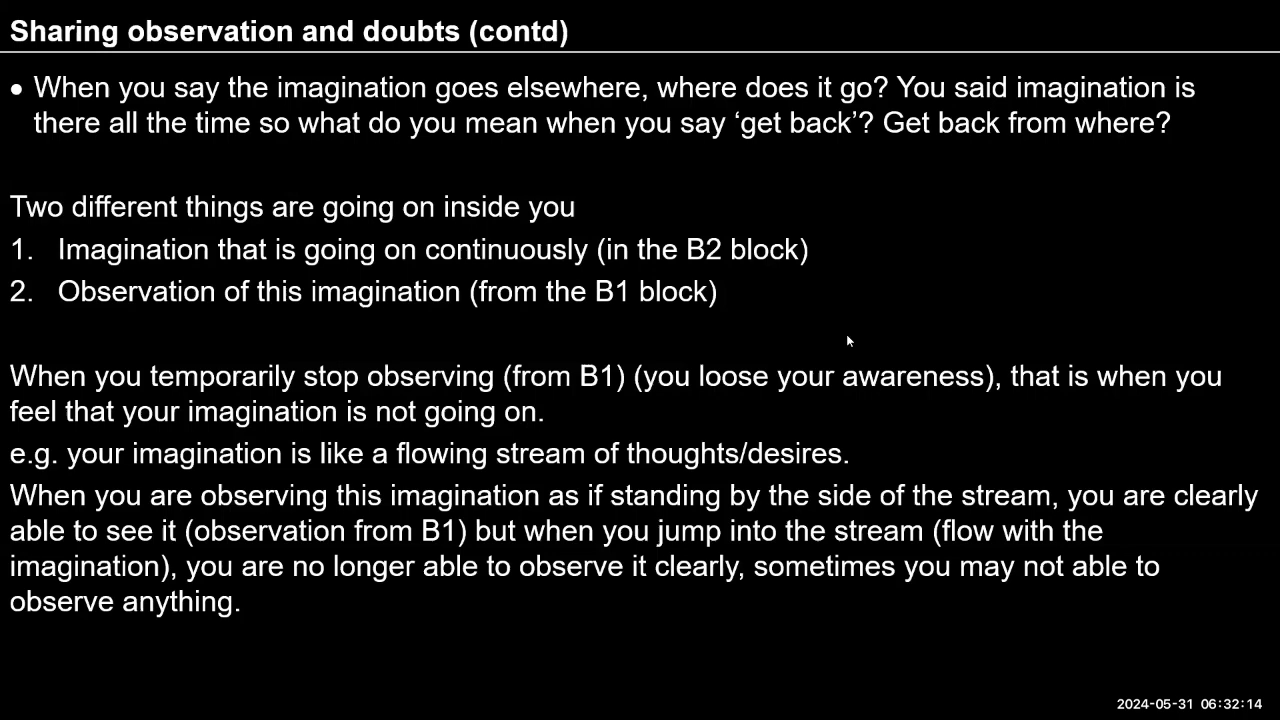 Sharing observation and doubts (contd)
• When you say the imagination goes elsewhere, where does it go? You said imagination is
there all the time so what do you mean when you say ‘get back’? Get back from where?
Two different things are going on inside you
1. Imagination that is going on continuously (in the B2 block)
2. Observation of this imagination (from the B1 block)
When you temporarily stop observing (from B1) (you loose your awareness), that is when you
feel that your imagination is not going on.
e.g. your imagination is like a flowing stream of thoughts/desires.
When you are observing this imagination as if standing by the side of the stream, you are clearly
able to see it (observation from B1) but when you jump into the stream (flow with the
imagination), you are no longer able to observe it clearly, sometimes you may not able to
observe anything.
2024-05-31 06:32:14